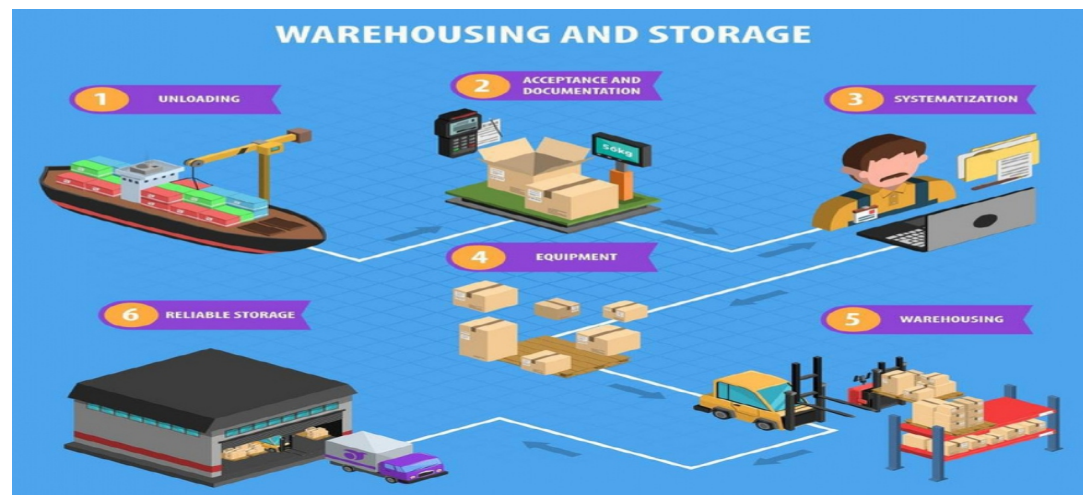 WAREHOUSING AND STORAGE
1 UNLOADING
2 ACCEPTANCE AND
DOCUMENTATION
3 SYSTEMATIZATION
50kg
4 EQUIPMENT
6 RELIABLE STORAGE
5 WAREHOUSING